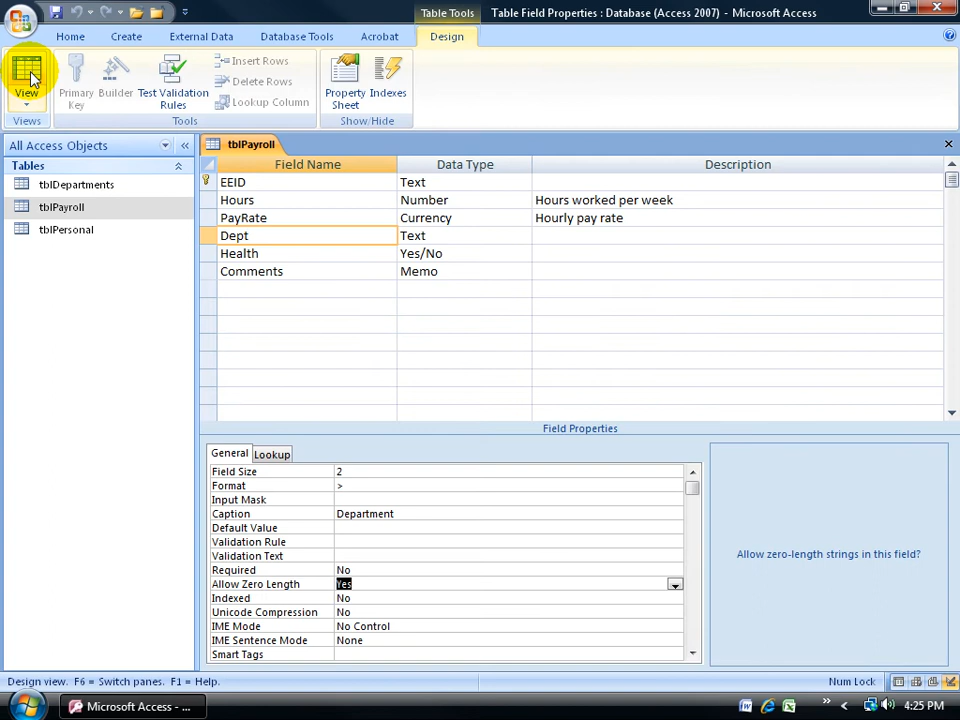 Table Tools
Table Field Properties : Database (Access 2007) - Microsoft Access
Home
Create
External Data
Database Tools
Acrobat
Design
View
Primary Key
Builder
Test Validation Rules
Insert Rows
Delete Rows
Lookup Column
Property Sheet
Indexes
Views
Tools
Show/Hide
All Access Objects
Tables
tblDepartments
tblPayroll
tblPersonal
tblPayroll
Field Name Data Type Description
EEID Text
Hours Number Hours worked per week
PayRate Currency Hourly pay rate
Dept Text
Health Yes/No
Comments Memo
Field Properties
General Lookup
Field Size 2
Format >
Input Mask
Caption Department
Default Value
Validation Rule
Validation Text
Required No
Allow Zero Length Yes
Indexed No
Unicode Compression No
IME Mode No Control
IME Sentence Mode None
Smart Tags
Allow zero-length strings in this field?
Design view. F6 = Switch panes. F1 = Help.
Num Lock
Microsoft Access - ...
4:25 PM